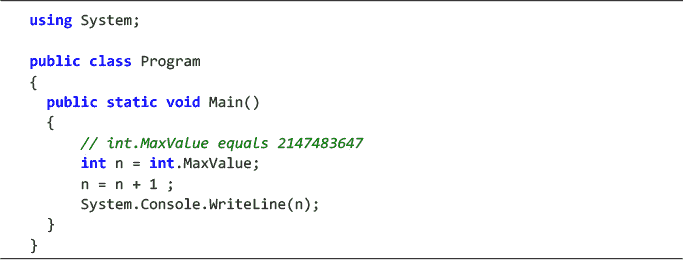 using System;

public class Program
{
  public static void Main()
  {
      // int.MaxValue equals 2147483647
      int n = int.MaxValue;
      n = n + 1 ;
      System.Console.WriteLine(n);
  }
}